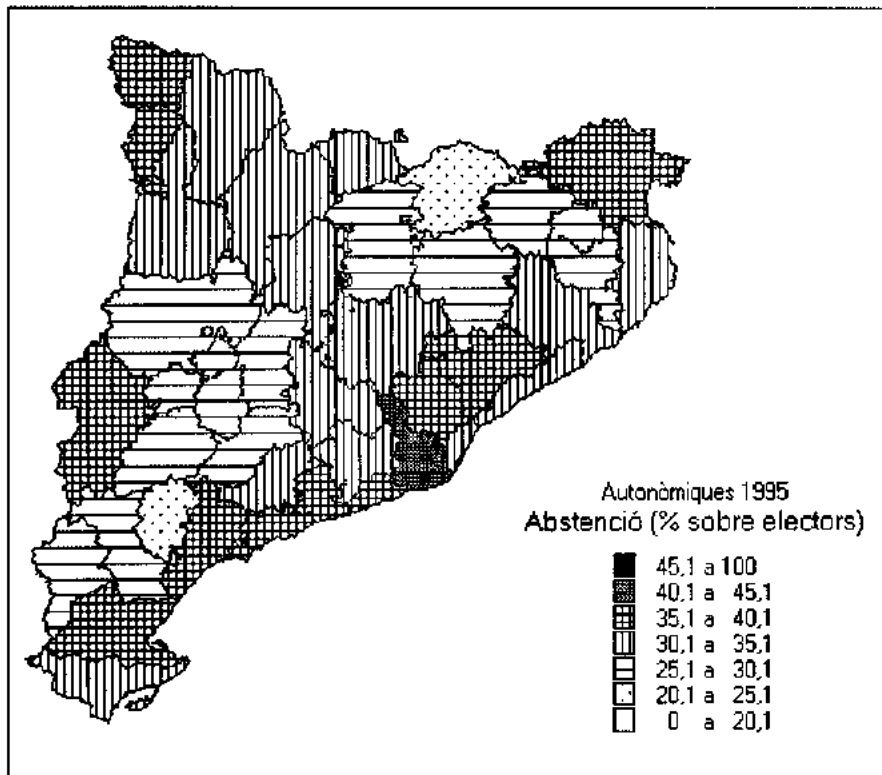 Autonòmiques 1995
Abstenció (% sobre electors)
45,1 a 100
40,1 a 45,1
35,1 a 40,1
30,1 a 35,1
25,1 a 30,1
20,1 a 25,1
0 a 20,1